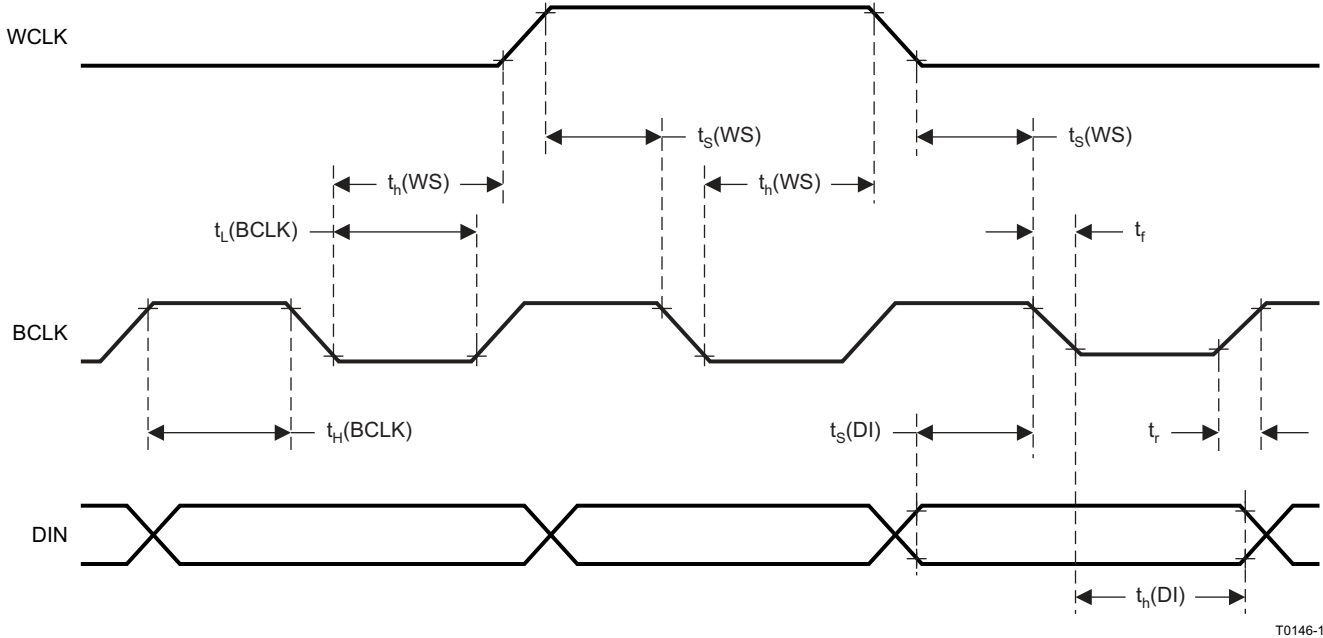 WCLK
tS(WS)
tS(WS)
th(WS)
th(WS)
tL(BCLK)
tf
BCLK
tH(BCLK)
tS(DI)
tr
DIN
th(DI)
T0146-1